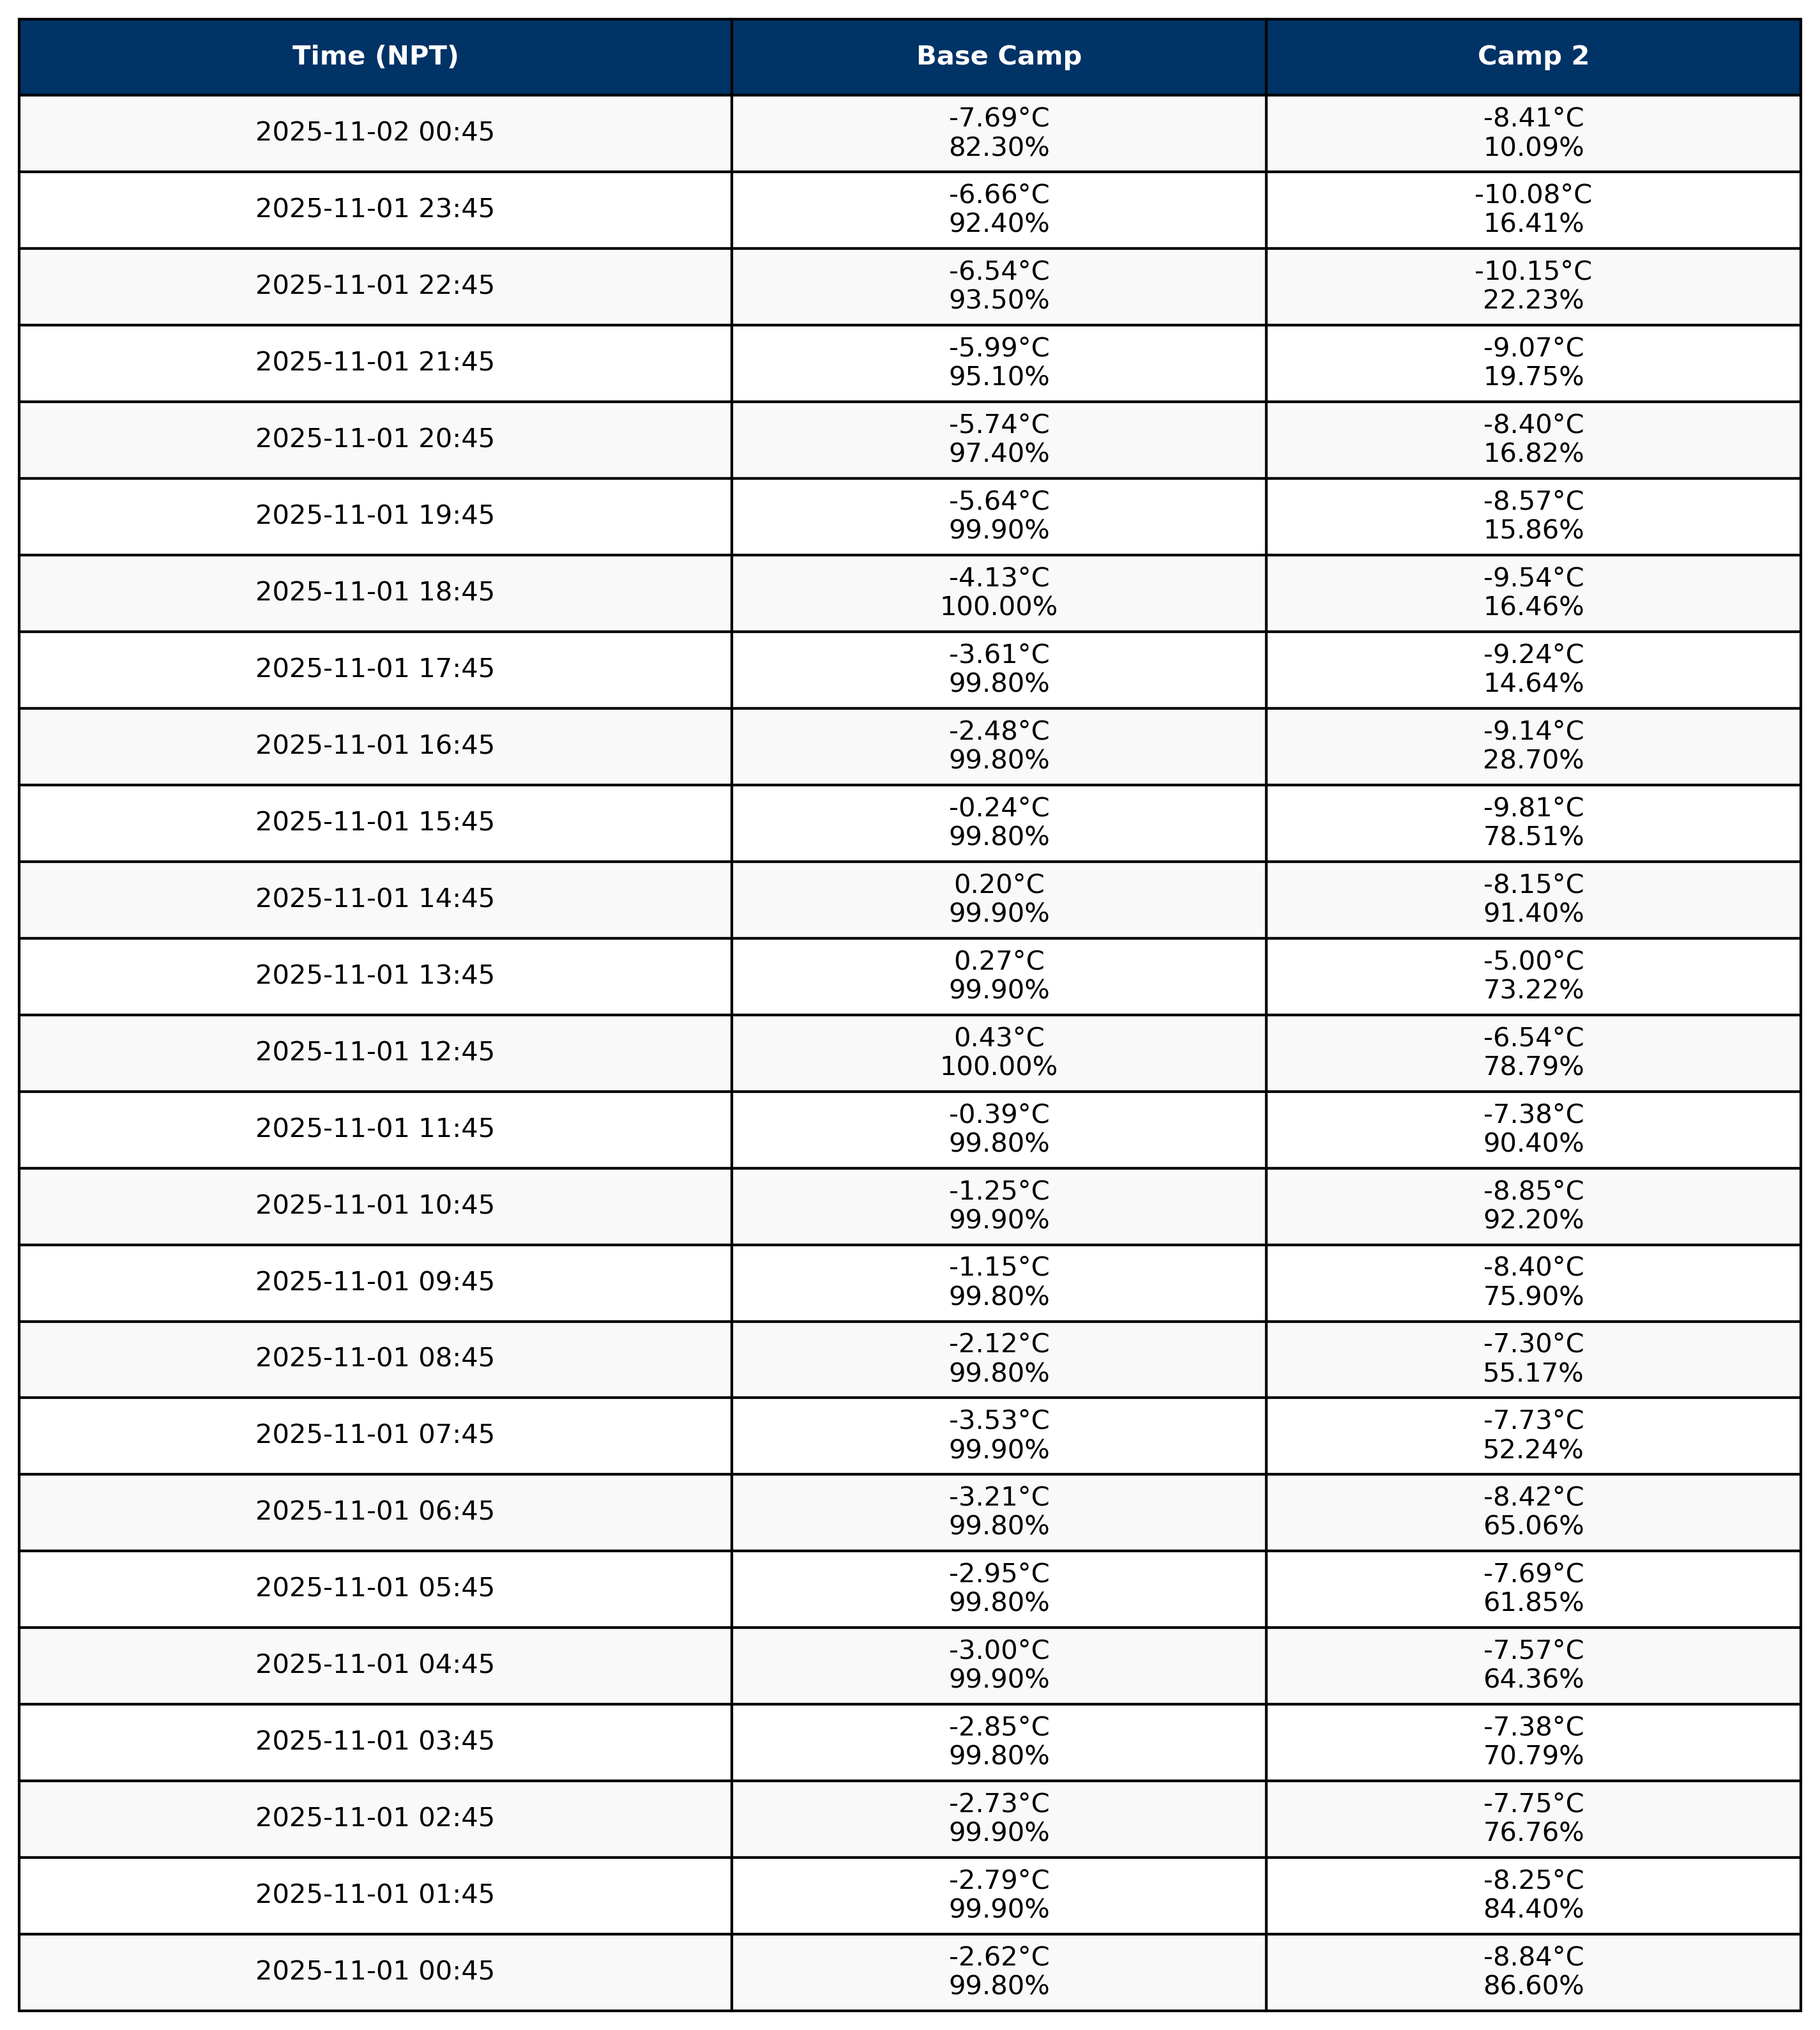 Time (NPT) Base Camp Camp 2
2025-11-02 00:45 -7.69°C -8.41°C
82.30% 10.09%
2025-11-01 23:45 -6.66°C -10.08°C
92.40% 16.41%
2025-11-01 22:45 -6.54°C -10.15°C
93.50% 22.23%
2025-11-01 21:45 -5.99°C -9.07°C
95.10% 19.75%
2025-11-01 20:45 -5.74°C -8.40°C
97.40% 16.82%
2025-11-01 19:45 -5.64°C -8.57°C
99.90% 15.86%
2025-11-01 18:45 -4.13°C -9.54°C
100.00% 16.46%
2025-11-01 17:45 -3.61°C -9.24°C
99.80% 14.64%
2025-11-01 16:45 -2.48°C -9.14°C
99.80% 28.70%
2025-11-01 15:45 -0.24°C -9.81°C
99.80% 78.51%
2025-11-01 14:45 0.20°C -8.15°C
99.90% 91.40%
2025-11-01 13:45 0.27°C -5.00°C
99.90% 73.22%
2025-11-01 12:45 0.43°C -6.54°C
100.00% 78.79%
2025-11-01 11:45 -0.39°C -7.38°C
99.80% 90.40%
2025-11-01 10:45 -1.25°C -8.85°C
99.90% 92.20%
2025-11-01 09:45 -1.15°C -8.40°C
99.80% 75.90%
2025-11-01 08:45 -2.12°C -7.30°C
99.80% 55.17%
2025-11-01 07:45 -3.53°C -7.73°C
99.90% 52.24%
2025-11-01 06:45 -3.21°C -8.42°C
99.80% 65.06%
2025-11-01 05:45 -2.95°C -7.69°C
99.80% 61.85%
2025-11-01 04:45 -3.00°C -7.57°C
99.90% 64.36%
2025-11-01 03:45 -2.85°C -7.38°C
99.80% 70.79%
2025-11-01 02:45 -2.73°C -7.75°C
99.90% 76.76%
2025-11-01 01:45 -2.79°C -8.25°C
99.90% 84.40%
2025-11-01 00:45 -2.62°C -8.84°C
99.80% 86.60%